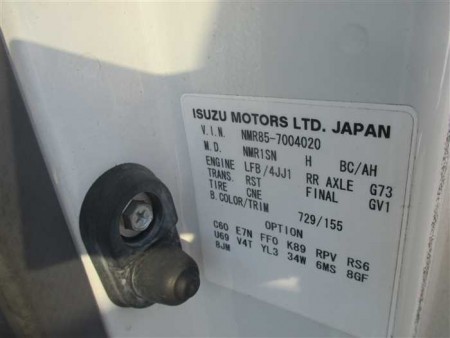 ISUZU MOTORS LTD. JAPAN
V.I.N. NMR85-7004020
M.D. NMR1SN H BC/AH
ENGINE LFB/4JJ1 RR AXLE G73
TRANS. RST FINAL GV1
TIRE CNE
B.COLOR/TRIM 729/155
OPTION
C60 E7N FFO K89 RPV RS6
U69 V4T YL3 34W 6MS 8GF
8JM